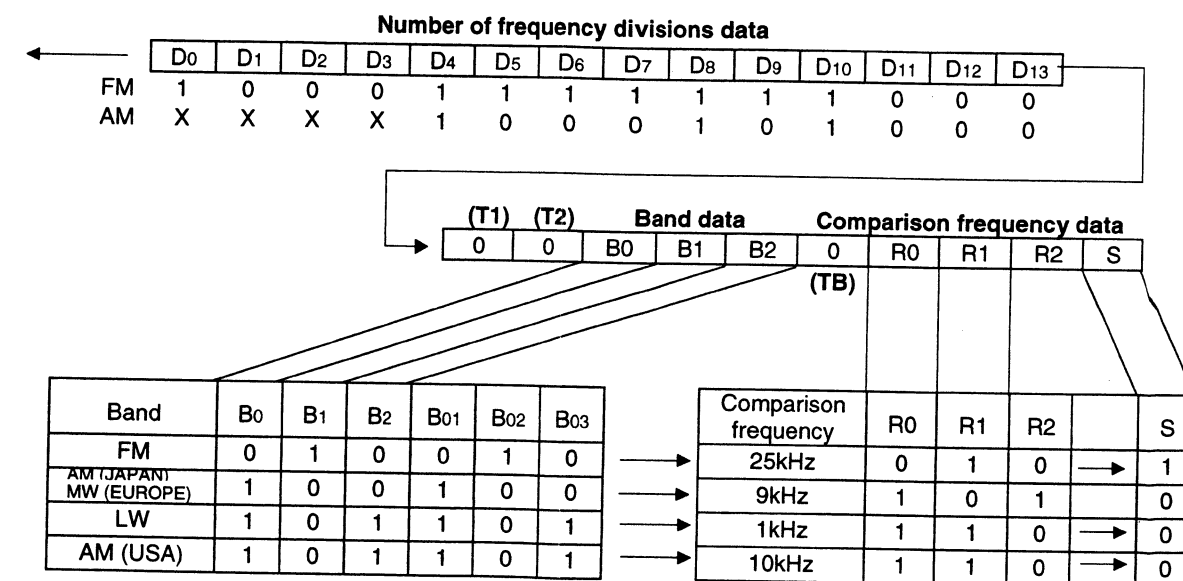 Number of frequency divisions data
D0 D1 D2 D3 D4 D5 D6 D7 D8 D9 D10 D11 D12 D13
FM 1 0 0 0 1 1 1 1 1 1 1 0 0 0
AM X X X X 1 0 0 0 1 0 1 0 0 0
(T1) (T2) Band data Comparison frequency data
0 0 B0 B1 B2 0 R0 R1 R2 S
(TB)
Band B0 B1 B2 B01 B02 B03
FM 0 1 0 0 1 0
AM (JAPAN)
MW (EUROPE) 1 0 0 1 0 0
LW 1 0 1 1 0 1
AM (USA) 1 0 1 1 0 1
Comparison
frequency R0 R1 R2 S
25kHz 0 1 0 1
9kHz 1 0 1 0
1kHz 1 1 0 0
10kHz 1 1 0 0